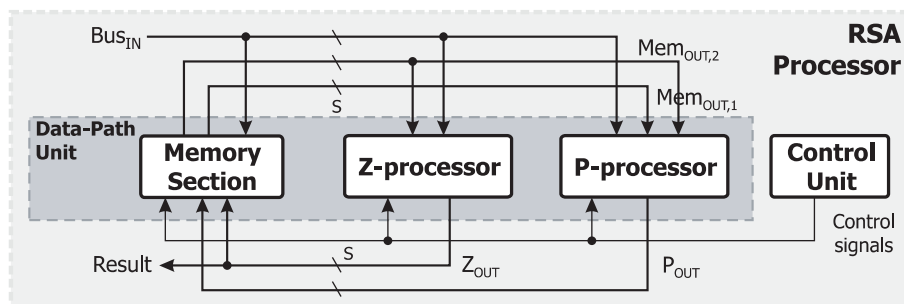 Bus_IN
RSA
Processor
Mem_OUT,2
S
Mem_OUT,1
Data-Path
Unit
Memory
Section
Z-processor
P-processor
Control
Unit
Control
signals
Result
S
Z_OUT
P_OUT